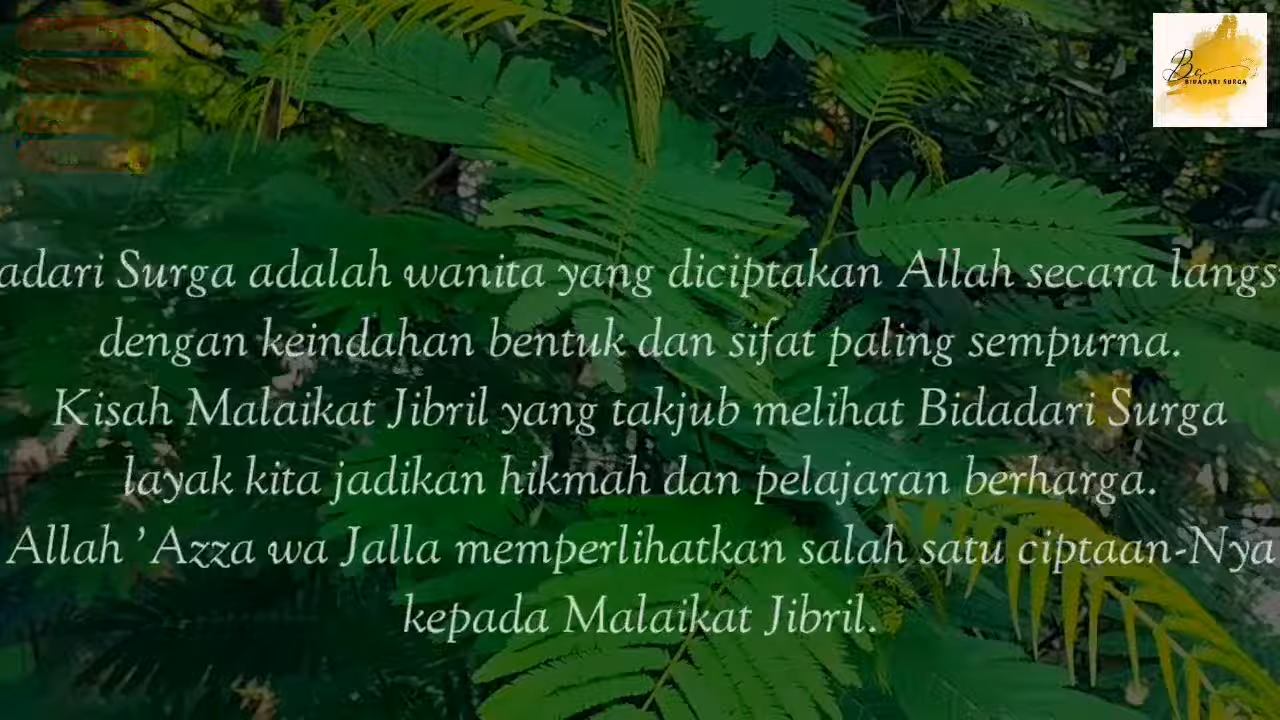 BIDADARI SURGA
adari Surga adalah wanita yang diciptakan Allah secara langs
dengan keindahan bentuk dan sifat paling sempurna.
Kisah Malaikat Jibril yang takjub melihat Bidadari Surga
layak kita jadikan hikmah dan pelajaran berharga.
Allah 'Azza wa Jalla memperlihatkan salah satu ciptaan-Nya
kepada Malaikat Jibril.